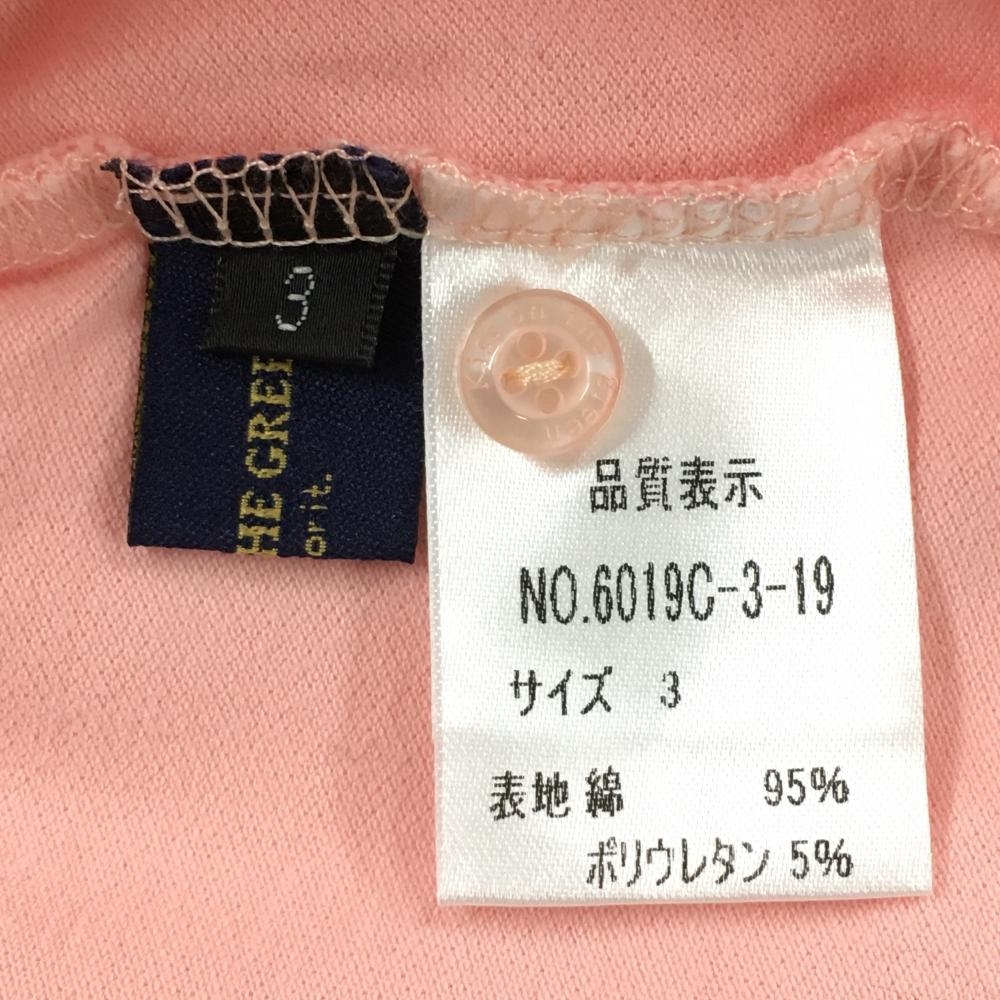 3
HE GREE
orit.
品質表示
NO.6019C-3-19
サイズ 3
表地 綿 95%
ポリウレタン 5%